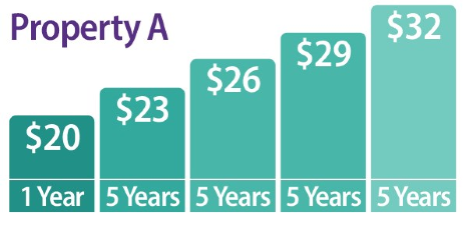 Property A
$20
$23
$26
$29
$32
1 Year
5 Years
5 Years
5 Years
5 Years